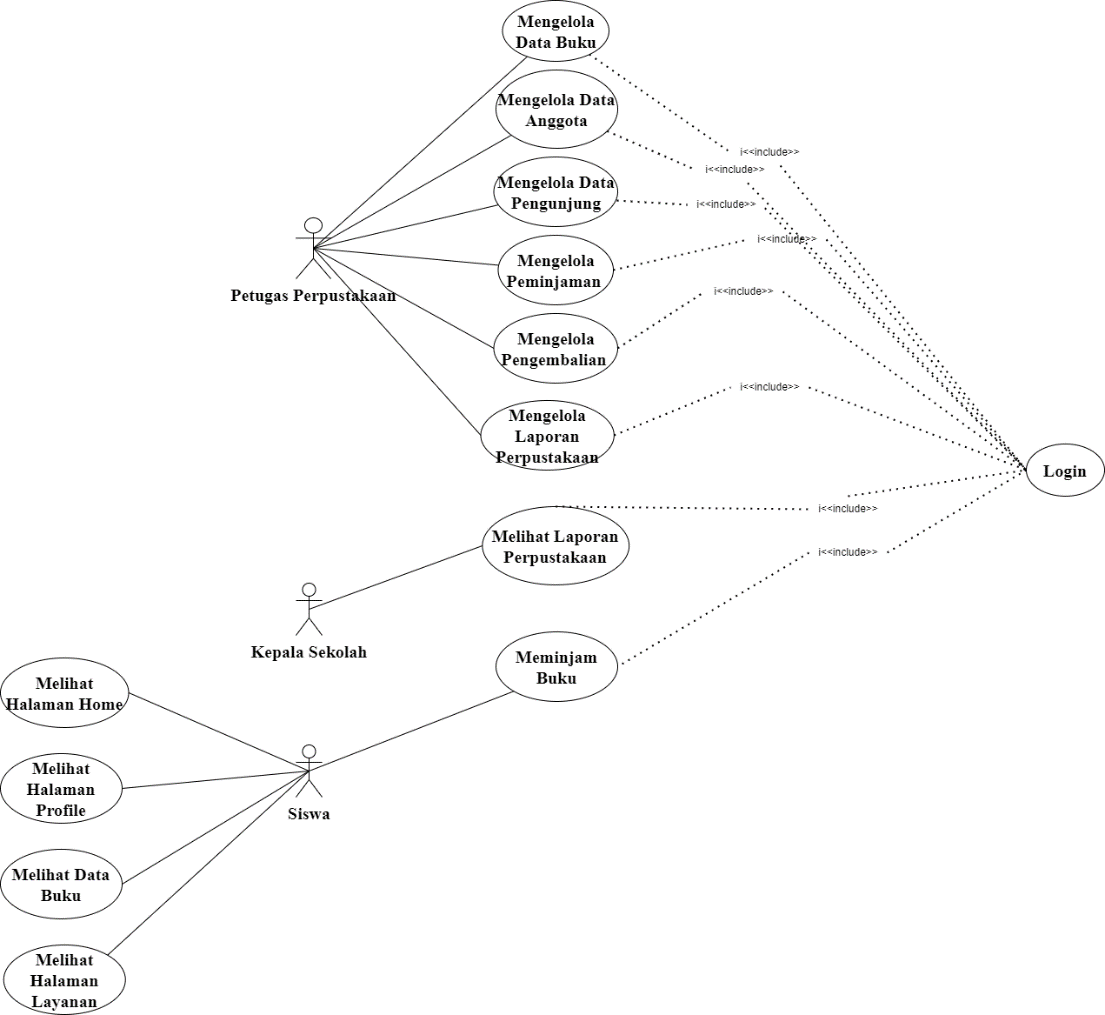 Mengelola
Data Buku
Mengelola Data
Anggota
i<<include>>
i<<include>>
Mengelola Data
Pengunjung
i<<include>>
i<<include>>
Mengelola
Peminjaman
Petugas Perpustakaan
i<<include>>
Mengelola
Pengembalian
i<<include>>
Mengelola
Laporan
Perpustakaan
Login
i<<include>>
Melihat Laporan
Perpustakaan
i<<include>>
Kepala Sekolah
Meminjam
Buku
Melihat
Halaman Home
Melihat
Halaman
Profile
Siswa
Melihat Data
Buku
Melihat
Halaman
Layanan